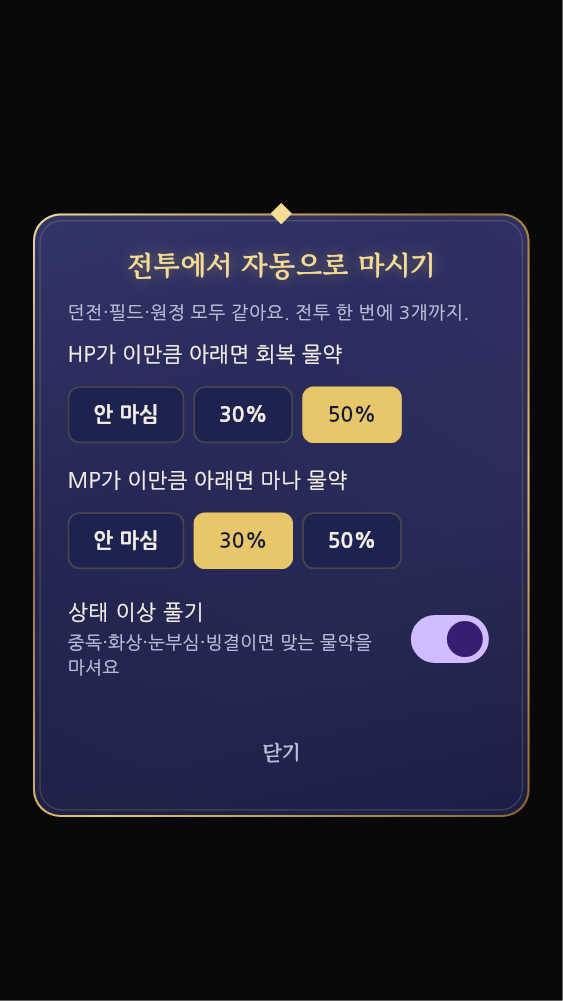 전투에서 자동으로 마시기
던전·필드·원정 모두 같아요. 전투 한 번에 3개까지.
HP가 이만큼 아래면 회복 물약
안 마심 30% 50%
MP가 이만큼 아래면 마나 물약
안 마심 30% 50%
상태 이상 풀기
중독·화상·눈부심·빙결이면 맞는 물약을
마셔요
닫기